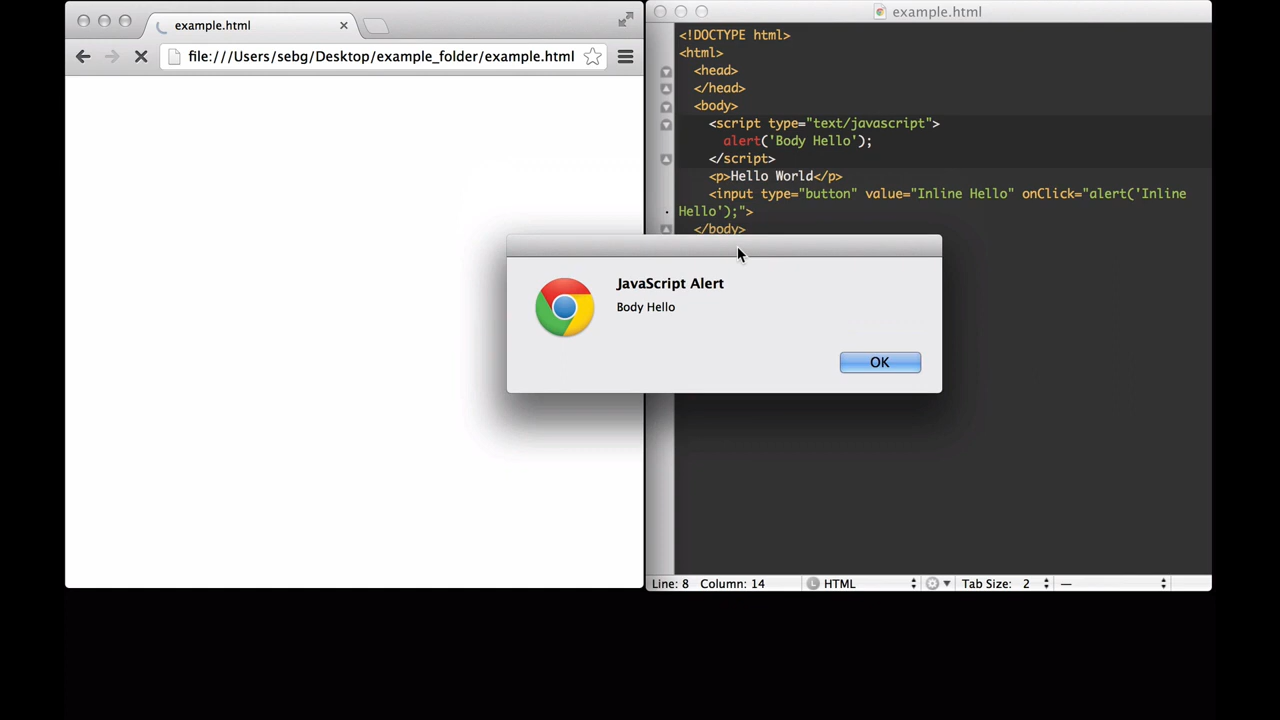 example.html
file:///Users/sebg/Desktop/example_folder/example.html
example.html
<!DOCTYPE html>
<html>
<head>
</head>
<body>
<script type="text/javascript">
alert('Body Hello');
</script>
<p>Hello World</p>
<input type="button" value="Inline Hello" onClick="alert('Inline
Hello');">
</body>
JavaScript Alert
Body Hello
OK
Line: 8 Column: 14 L HTML Tab Size: 2 —